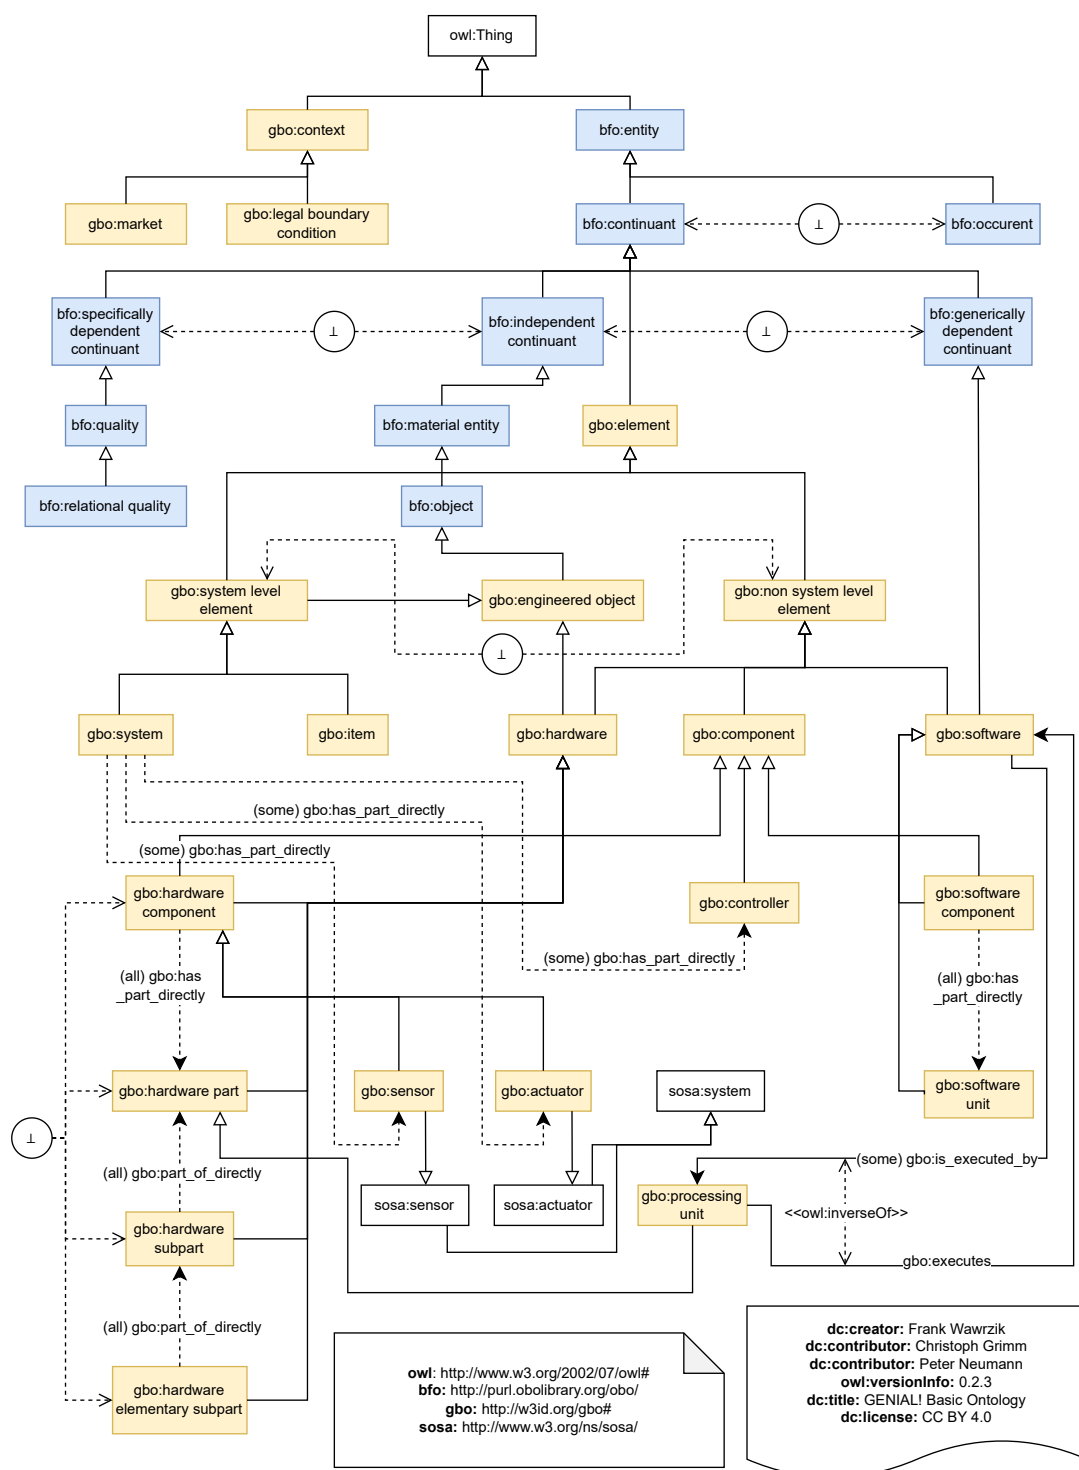 owl:Thing
gbo:context
bfo:entity
gbo:market
gbo:legal boundary
condition
bfo:continuant
⊥
bfo:occurent
bfo:specifically
dependent
continuant
⊥
bfo:independent
continuant
⊥
bfo:generically
dependent
continuant
bfo:quality
bfo:material entity
gbo:element
bfo:relational quality
bfo:object
gbo:system level
element
gbo:engineered object
gbo:non system level
element
⊥
gbo:system
gbo:item
gbo:hardware
gbo:component
gbo:software
(some) gbo:has_part_directly
(some) gbo:has_part_directly
gbo:hardware
component
gbo:controller
gbo:software
component
(some) gbo:has_part_directly
(all) gbo:has
_part_directly
(all) gbo:has
_part_directly
gbo:hardware part
gbo:sensor
gbo:actuator
sosa:system
gbo:software
unit
⊥
(all) gbo:part_of_directly
(some) gbo:is_executed_by
sosa:sensor
sosa:actuator
gbo:processing
unit
<<owl:inverseOf>>
gbo:hardware
subpart
gbo:executes
(all) gbo:part_of_directly
gbo:hardware
elementary subpart
owl: http://www.w3.org/2002/07/owl#
bfo: http://purl.obolibrary.org/obo/
gbo: http://w3id.org/gbo#
sosa: http://www.w3.org/ns/sosa/
dc:creator: Frank Wawrzik
dc:contributor: Christoph Grimm
dc:contributor: Peter Neumann
owl:versionInfo: 0.2.3
dc:title: GENIAL! Basic Ontology
dc:license: CC BY 4.0